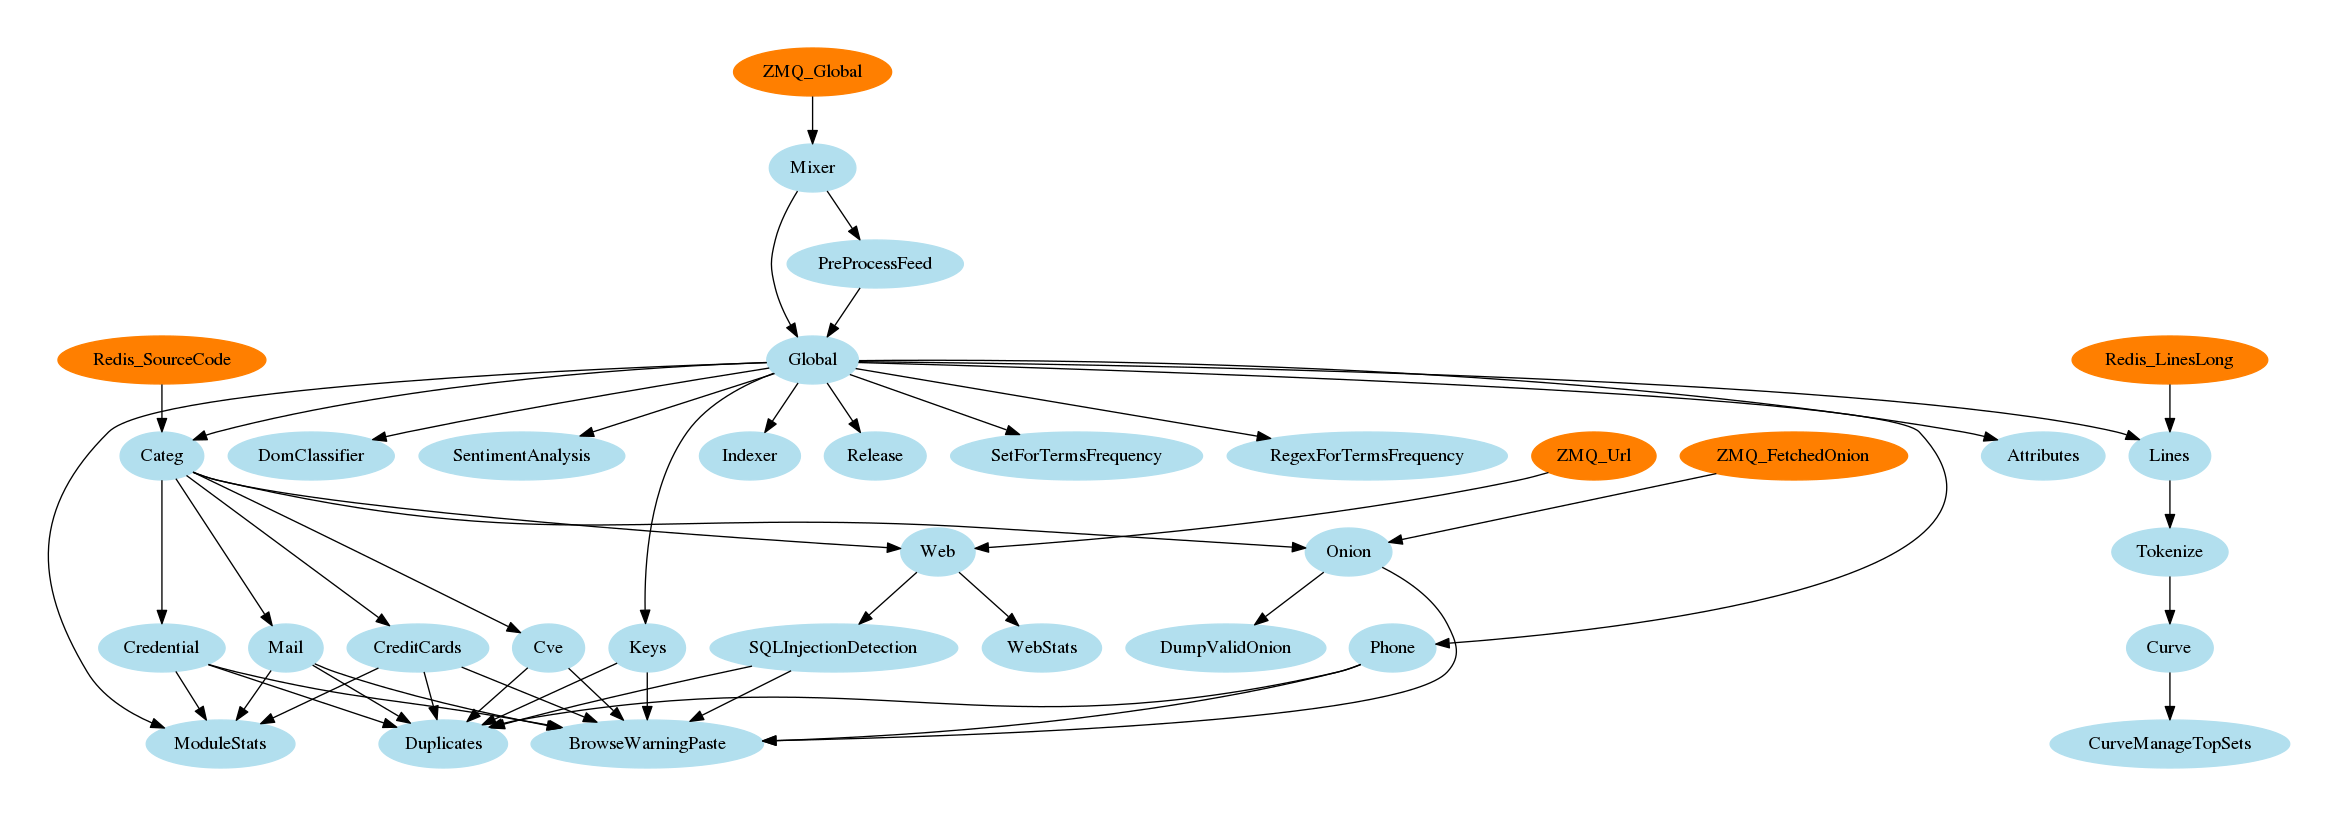 ZMQ_Global
Mixer
PreProcessFeed
Redis_SourceCode
Global
Redis_LinesLong
Categ
DomClassifier
SentimentAnalysis
Indexer
Release
SetForTermsFrequency
RegexForTermsFrequency
ZMQ_Url
ZMQ_FetchedOnion
Attributes
Lines
Web
Onion
Tokenize
Credential
Mail
CreditCards
Cve
Keys
SQLInjectionDetection
WebStats
DumpValidOnion
Phone
Curve
ModuleStats
Duplicates
BrowseWarningPaste
CurveManageTopSets